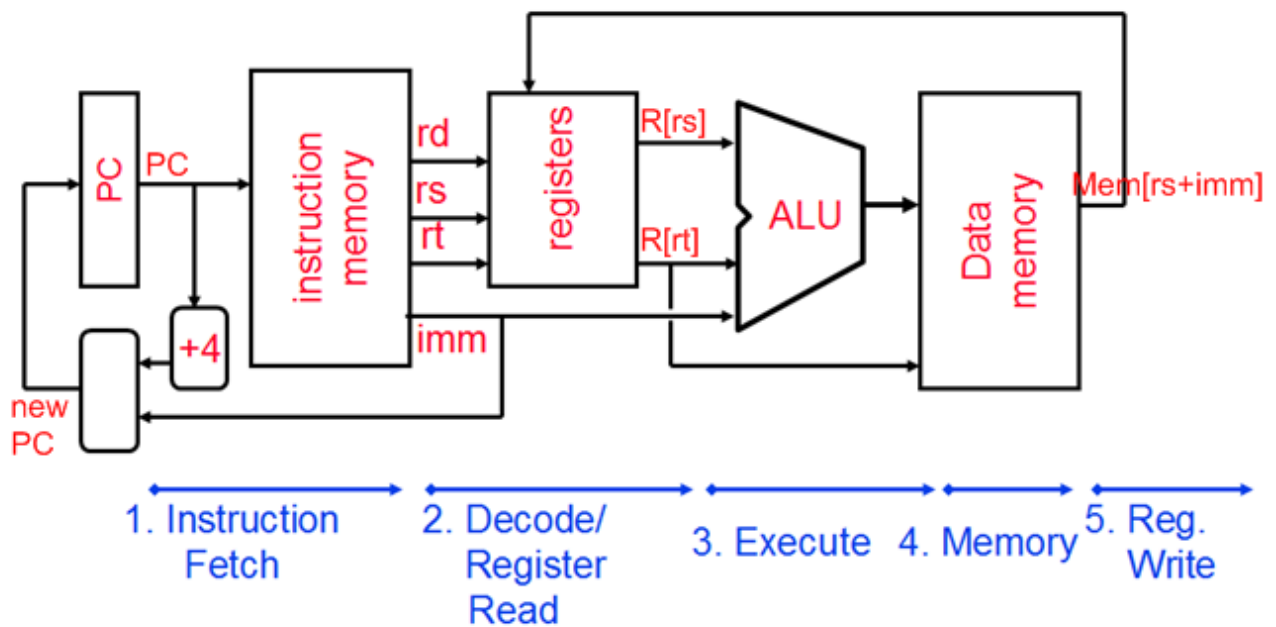 PC
PC
+4
new
PC
instruction
memory
rd
rs
rt
imm
registers
R[rs]
R[rt]
ALU
Data
memory
Mem[rs+imm]
1. Instruction
Fetch
2. Decode/
Register
Read
3. Execute
4. Memory
5. Reg.
Write